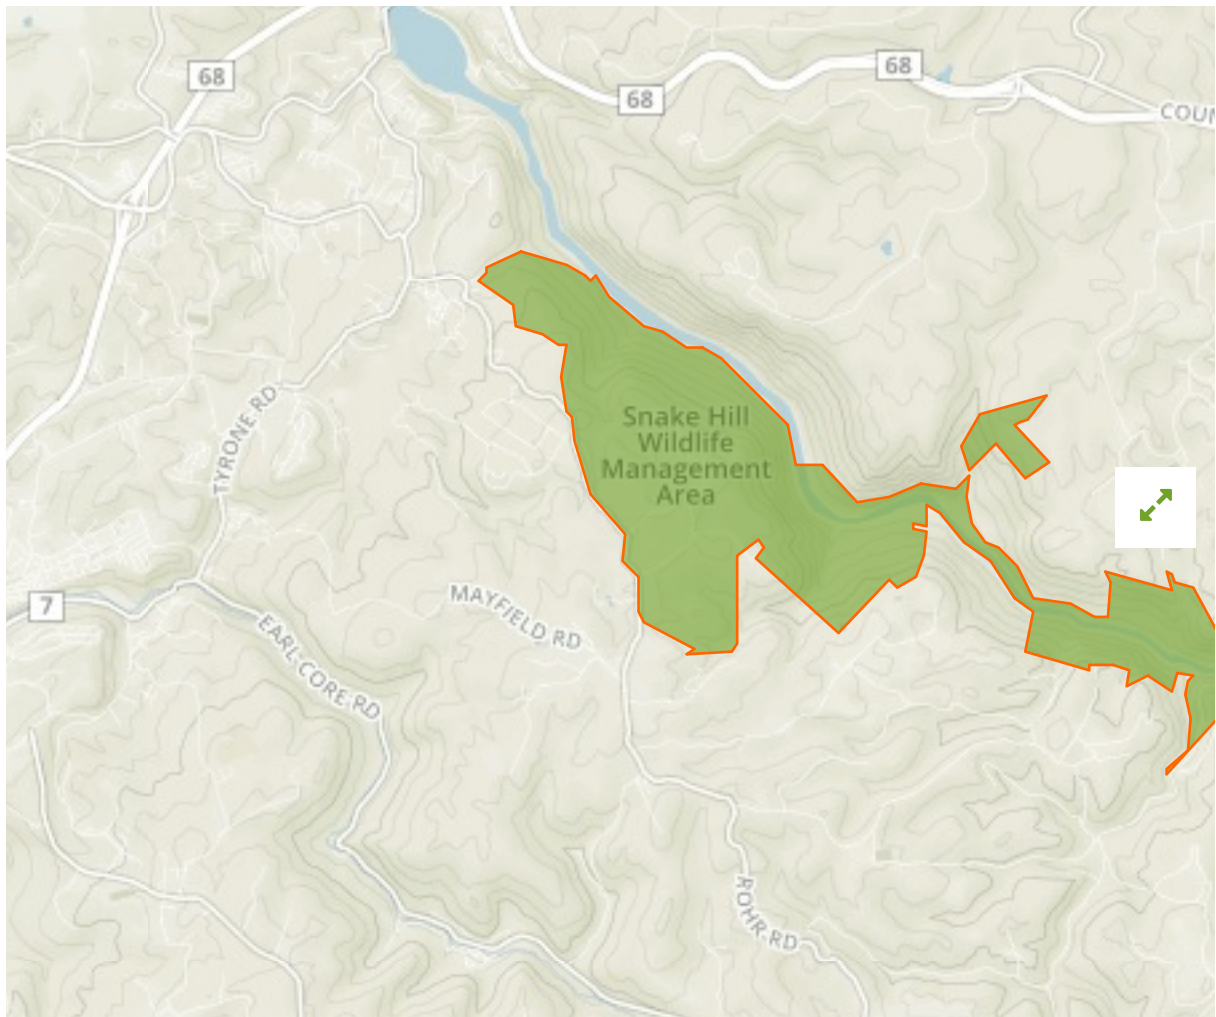 68
68
68
COUN
TYRONE RD
Snake Hill
Wildlife
Management
Area
7
MAYFIELD RD
EARL CORE RD
ROHR RD